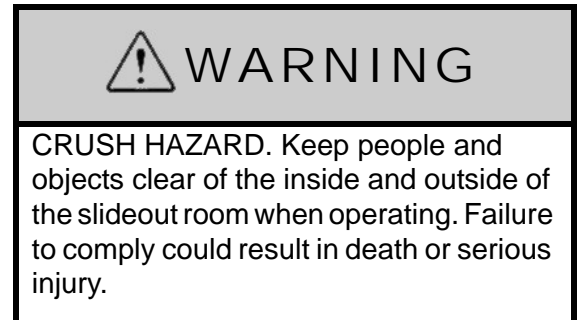 WARNING
CRUSH HAZARD. Keep people and
objects clear of the inside and outside of
the slideout room when operating. Failure
to comply could result in death or serious
injury.